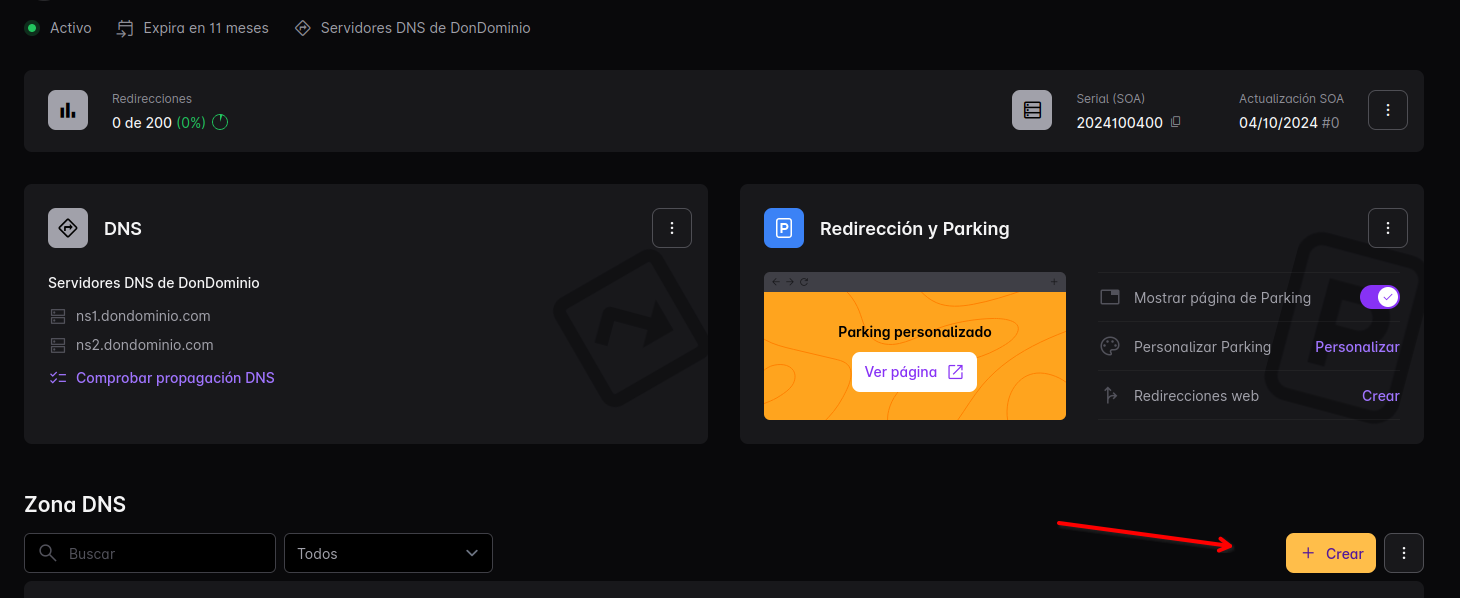 Activo Expira en 11 meses Servidores DNS de DonDominio
Redirecciones Serial (SOA) Actualización SOA
0 de 200 (0%) 2024100400 04/10/2024 #0
DNS
Servidores DNS de DonDominio
ns1.dondominio.com
ns2.dondominio.com
Comprobar propagación DNS
P Redirección y Parking
Parking personalizado
Ver página
Mostrar página de Parking
Personalizar Parking Personalizar
Redirecciones web Crear
Zona DNS
Buscar Todos + Crear